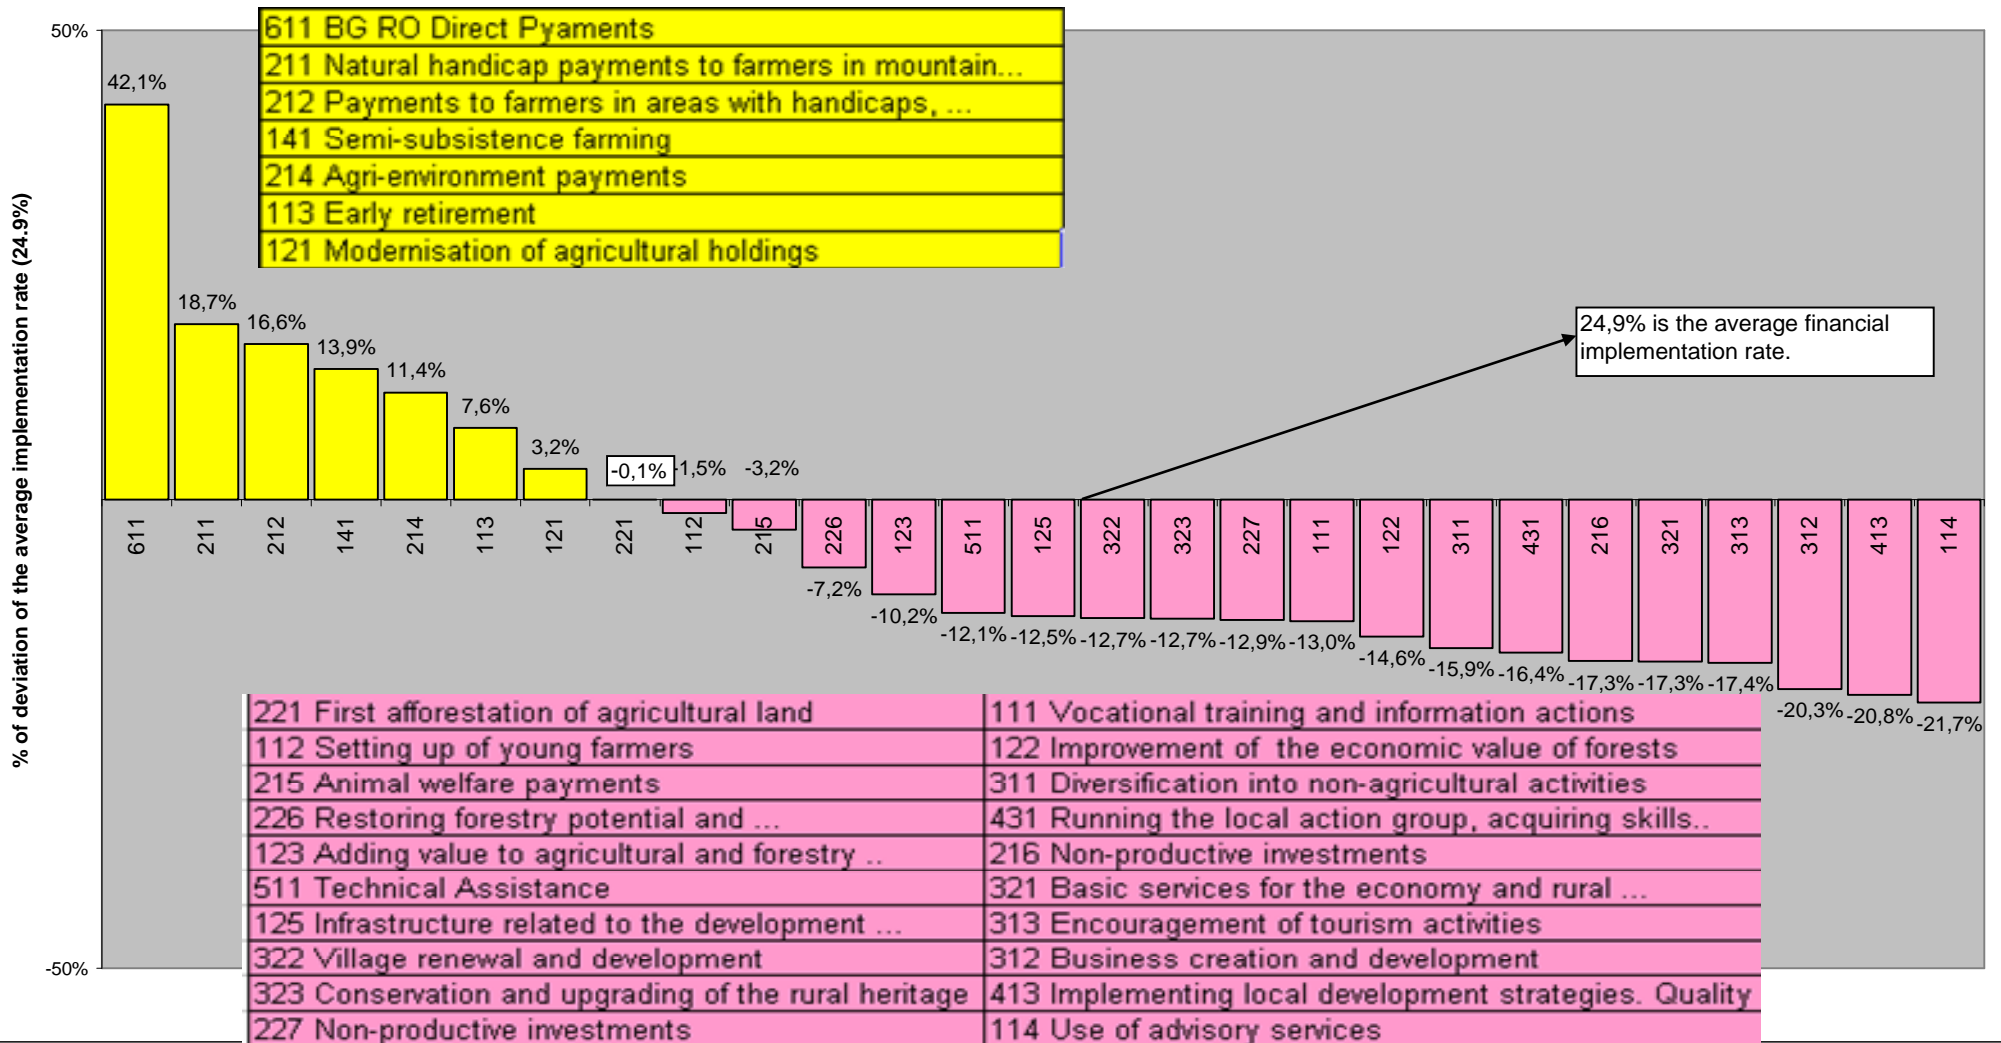 50%
611 BG RO Direct Pyaments
211 Natural handicap payments to farmers in mountain...
212 Payments to farmers in areas with handicaps, ...
141 Semi-subsistence farming
214 Agri-environment payments
113 Early retirement
121 Modernisation of agricultural holdings
% of deviation of the average implementation rate (24.9%)
42,1%
18,7%
16,6%
13,9%
11,4%
7,6%
3,2%
-0,1%
-1,5%
-3,2%
24,9% is the average financial
implementation rate.
611
211
212
141
214
113
121
221
112
215
226
123
511
125
322
323
227
111
122
311
431
216
321
313
312
413
114
-7,2%
-10,2%
-12,1%
-12,5%
-12,7%
-12,7%
-12,9%
-13,0%
-14,6%
-15,9%
-16,4%
-17,3%
-17,3%
-17,4%
-20,3%
-20,8%
-21,7%
-50%
221 First afforestation of agricultural land
112 Setting up of young farmers
215 Animal welfare payments
226 Restoring forestry potential and ...
123 Adding value to agricultural and forestry ..
511 Technical Assistance
125 Infrastructure related to the development ...
322 Village renewal and development
323 Conservation and upgrading of the rural heritage
227 Non-productive investments
111 Vocational training and information actions
122 Improvement of  the economic value of forests
311 Diversification into non-agricultural activities
431 Running the local action group, acquiring skills..
216 Non-productive investments
321 Basic services for the economy and rural ...
313 Encouragement of tourism activities
312 Business creation and development
413 Implementing local development strategies. Quality
114 Use of advisory services